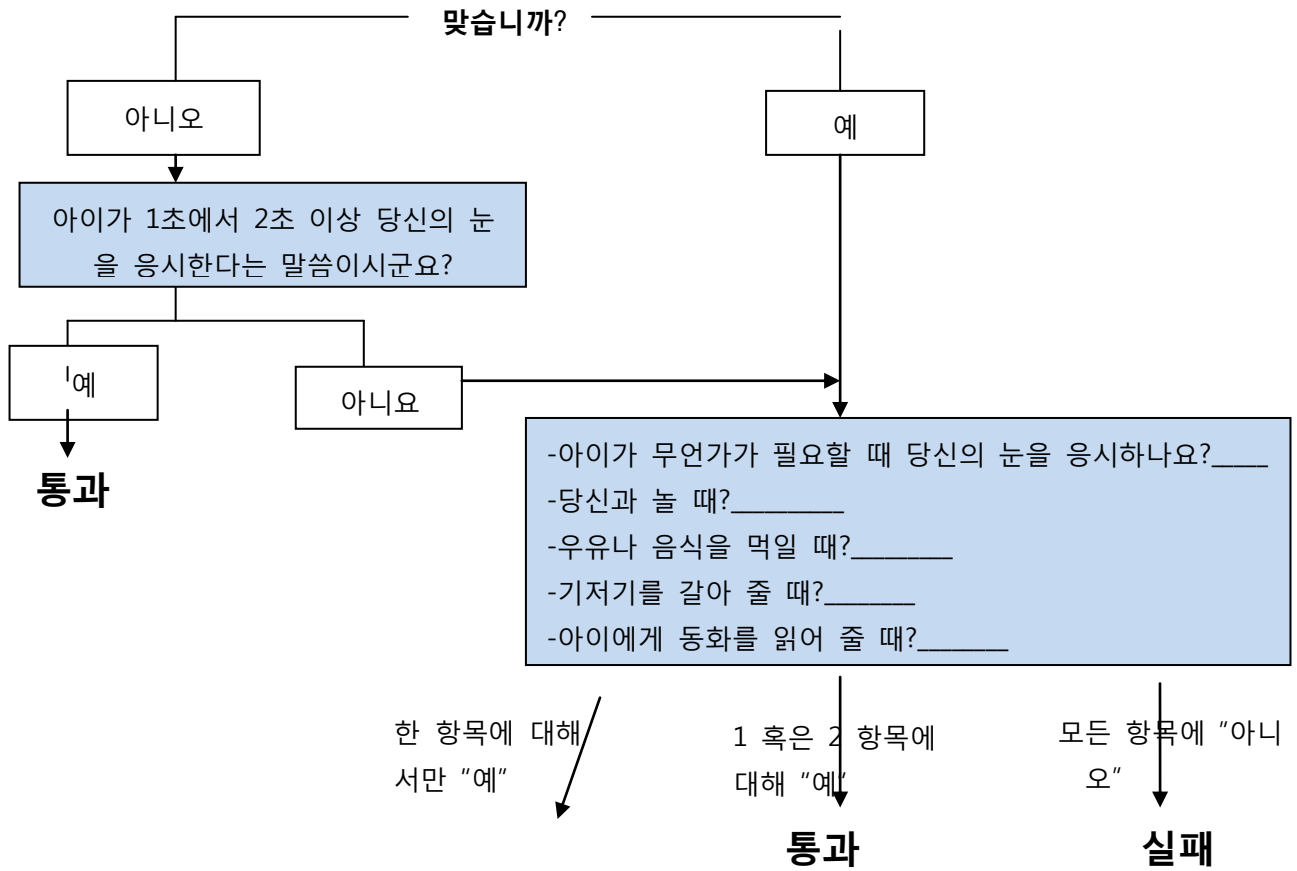 맞습니까?
아니오
예
아이가 1초에서 2초 이상 당신의 눈
을 응시한다는 말씀이시군요?
예
아니요
통과
-아이가 무언가가 필요할 때 당신의 눈을 응시하나요?_____
-당신과 놀 때?__________
-우유나 음식을 먹일 때?_________
-기저기를 갈아 줄 때?________
-아이에게 동화를 읽어 줄 때?________
한 항목에 대해
서만 "예"
1 혹은 2 항목에
대해 "예"
모든 항목에 "아니
오"
통과
실패